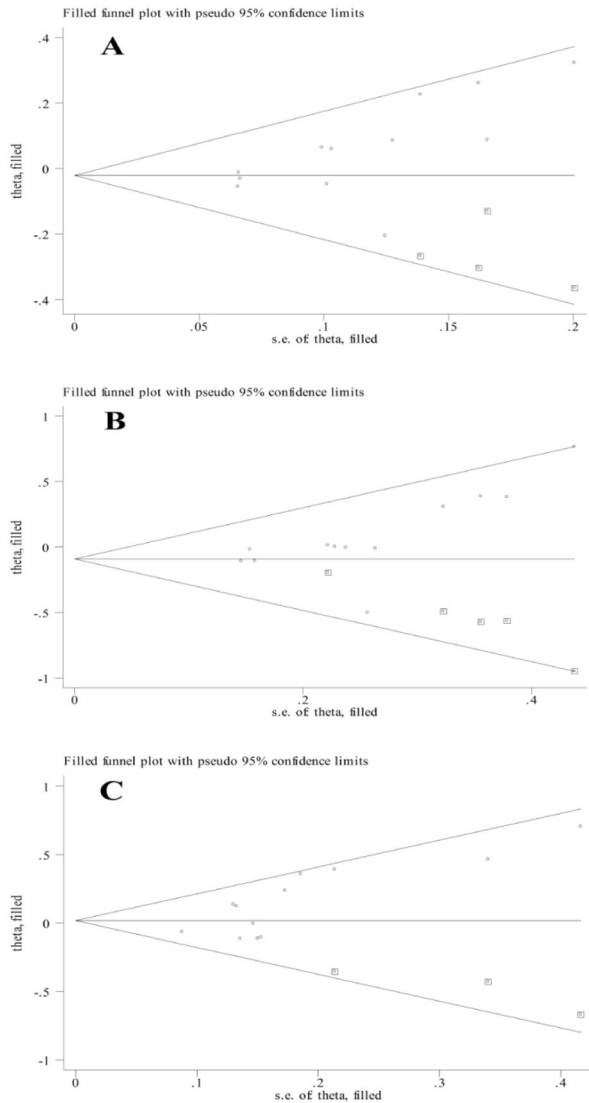 Filled funnel plot with pseudo 95% confidence limits
A
.4
.2
0
-.2
-.4
theta, filled
0 .05 .1 .15 .2
s.e. of: theta, filled
Filled funnel plot with pseudo 95% confidence limits
B
1
.5
0
-.5
-1
theta, filled
0 .2 .4
s.e. of: theta, filled
Filled funnel plot with pseudo 95% confidence limits
C
1
.5
0
-.5
-1
theta, filled
0 .1 .2 .3 .4
s.e. of: theta, filled